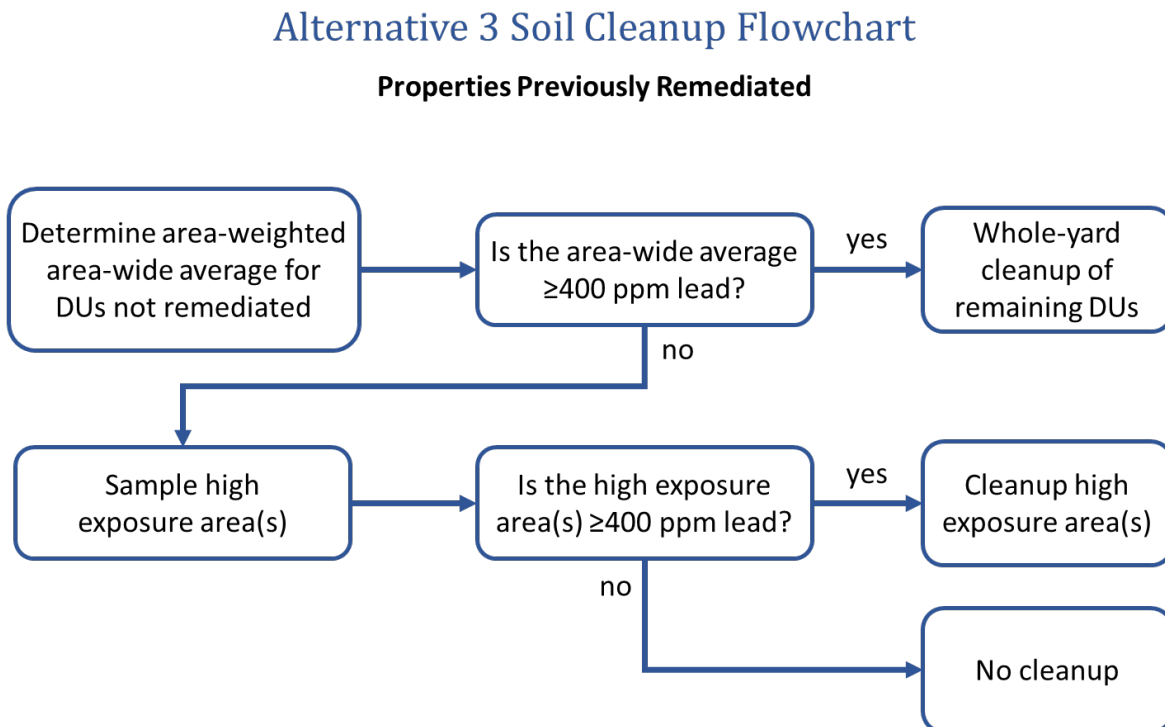 Alternative 3 Soil Cleanup Flowchart
Properties Previously Remediated
Determine area-weighted
area-wide average for
DUs not remediated
Is the area-wide average
≥400 ppm lead?
yes
Whole-yard
cleanup of
remaining DUs
no
Sample high
exposure area(s)
Is the high exposure
area(s) ≥400 ppm lead?
yes
Cleanup high
exposure area(s)
no
No cleanup